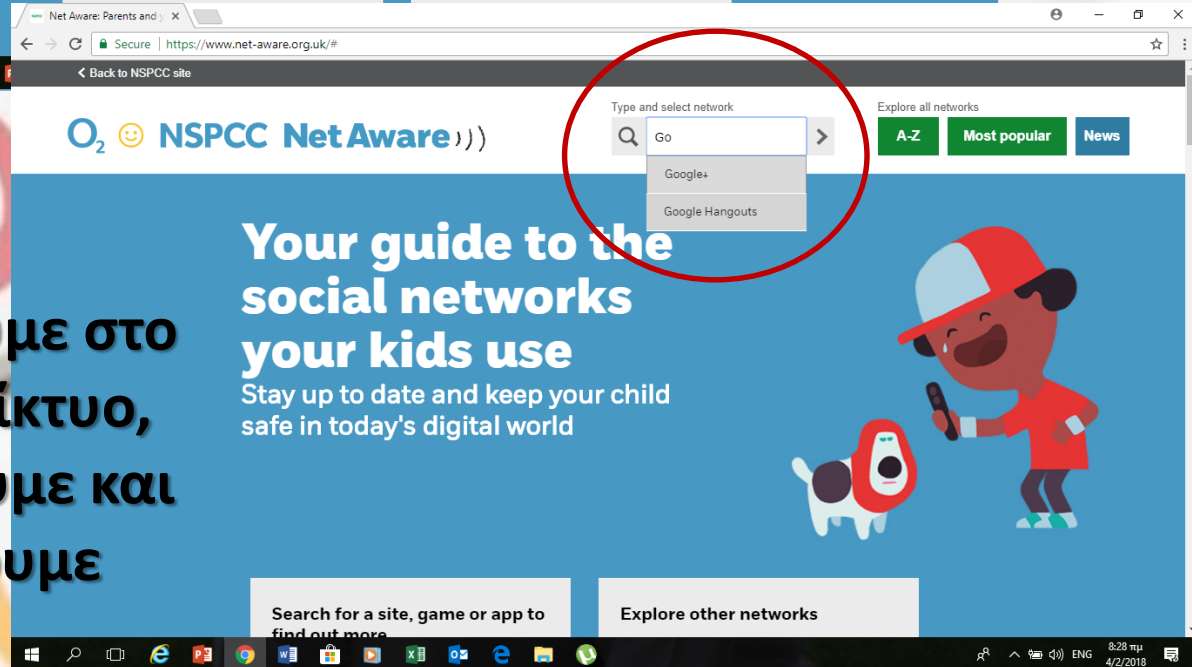 Net Aware: Parents and y
Secure | https://www.net-aware.org.uk/#
Back to NSPCC site
Type and select network
Explore all networks
O2 NSPCC Net Aware
Go
A-Z
Most popular
News
Google+
Google Hangouts
Your guide to the
social networks
your kids use
Stay up to date and keep your child
safe in today's digital world
με στο
ίκτυο,
με και
ουμε
Search for a site, game or app to
find out more
Explore other networks
ENG
8:28 πμ
4/2/2018